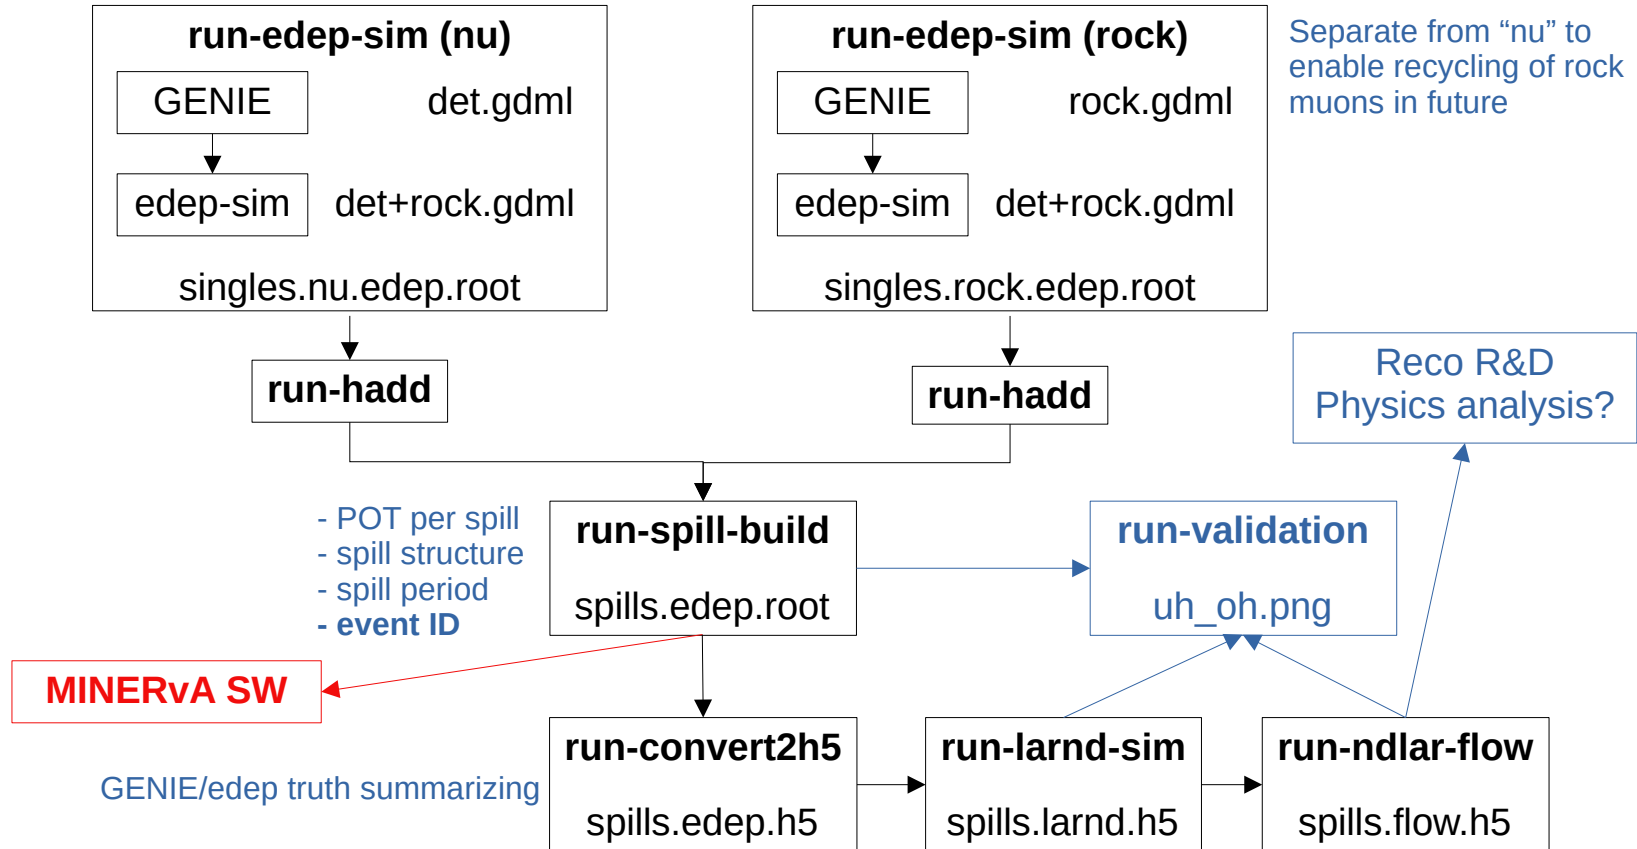 run-edep-sim (nu)
GENIE
det.gdml
edep-sim
det+rock.gdml
singles.nu.edep.root
run-edep-sim (rock)
GENIE
rock.gdml
edep-sim
det+rock.gdml
singles.rock.edep.root
Separate from “nu” to
enable recycling of rock
muons in future
run-hadd
run-hadd
Reco R&D
Physics analysis?
- POT per spill
- spill structure
- spill period
- event ID
run-spill-build
spills.edep.root
run-validation
uh_oh.png
MINERvA SW
GENIE/edep truth summarizing
run-convert2h5
spills.edep.h5
run-larnd-sim
spills.larnd.h5
run-ndlar-flow
spills.flow.h5